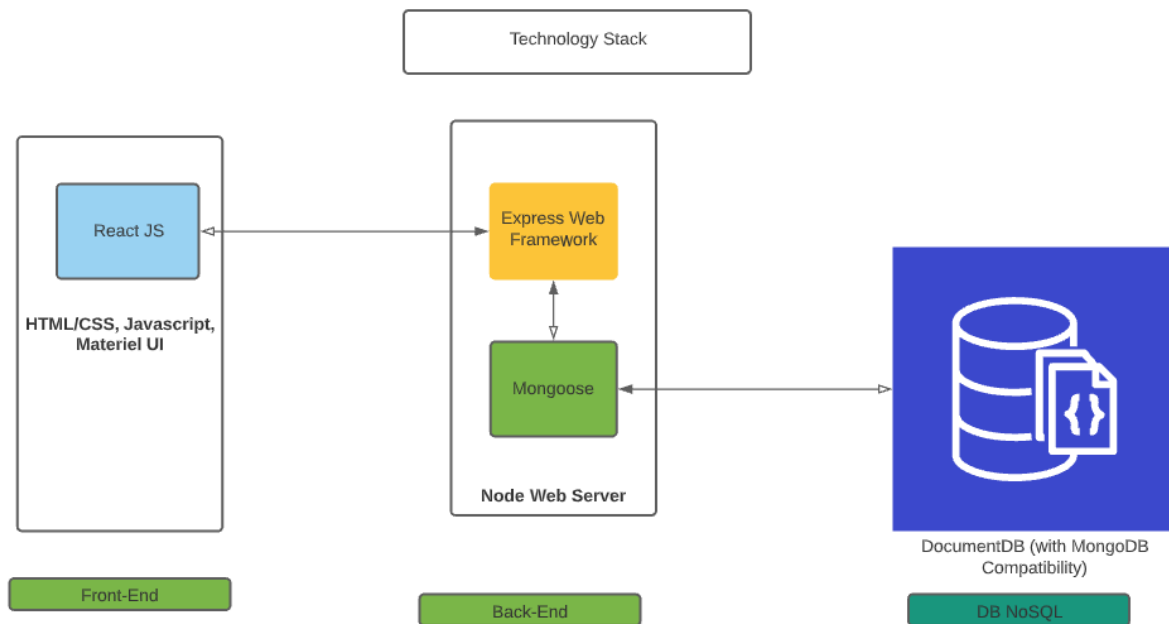 Technology Stack
React JS
HTML/CSS, Javascript,
Materiel UI
Front-End
Express Web
Framework
Mongoose
Node Web Server
Back-End
{}
DocumentDB (with MongoDB
Compatibility)
DB NoSQL